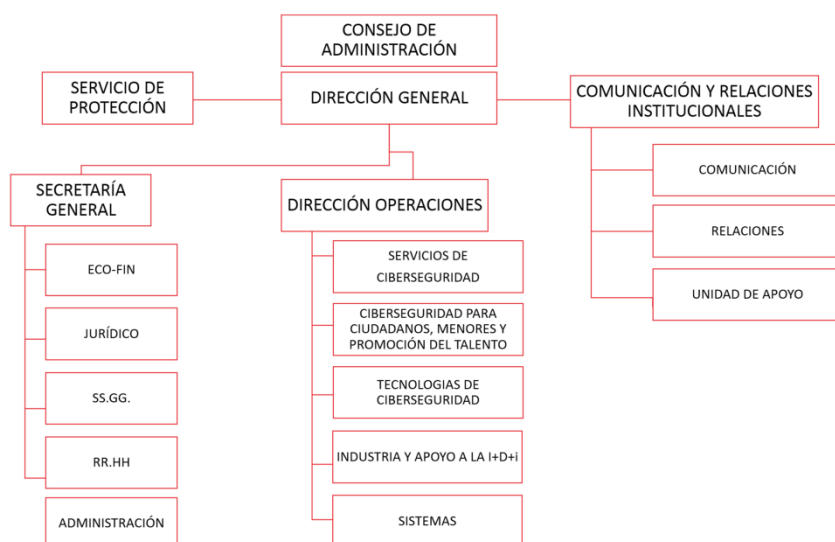 CONSEJO DE
ADMINISTRACIÓN
SERVICIO DE
PROTECCIÓN
DIRECCIÓN GENERAL
COMUNICACIÓN Y RELACIONES
INSTITUCIONALES
COMUNICACIÓN
RELACIONES
UNIDAD DE APOYO
SECRETARÍA
GENERAL
ECO-FIN
JURÍDICO
SS.GG.
RR.HH
ADMINISTRACIÓN
DIRECCIÓN OPERACIONES
SERVICIOS DE
CIBERSEGURIDAD
CIBERSEGURIDAD PARA
CIUDADANOS, MENORES Y
PROMOCIÓN DEL TALENTO
TECNOLOGIAS DE
CIBERSEGURIDAD
INDUSTRIA Y APOYO A LA I+D+i
SISTEMAS